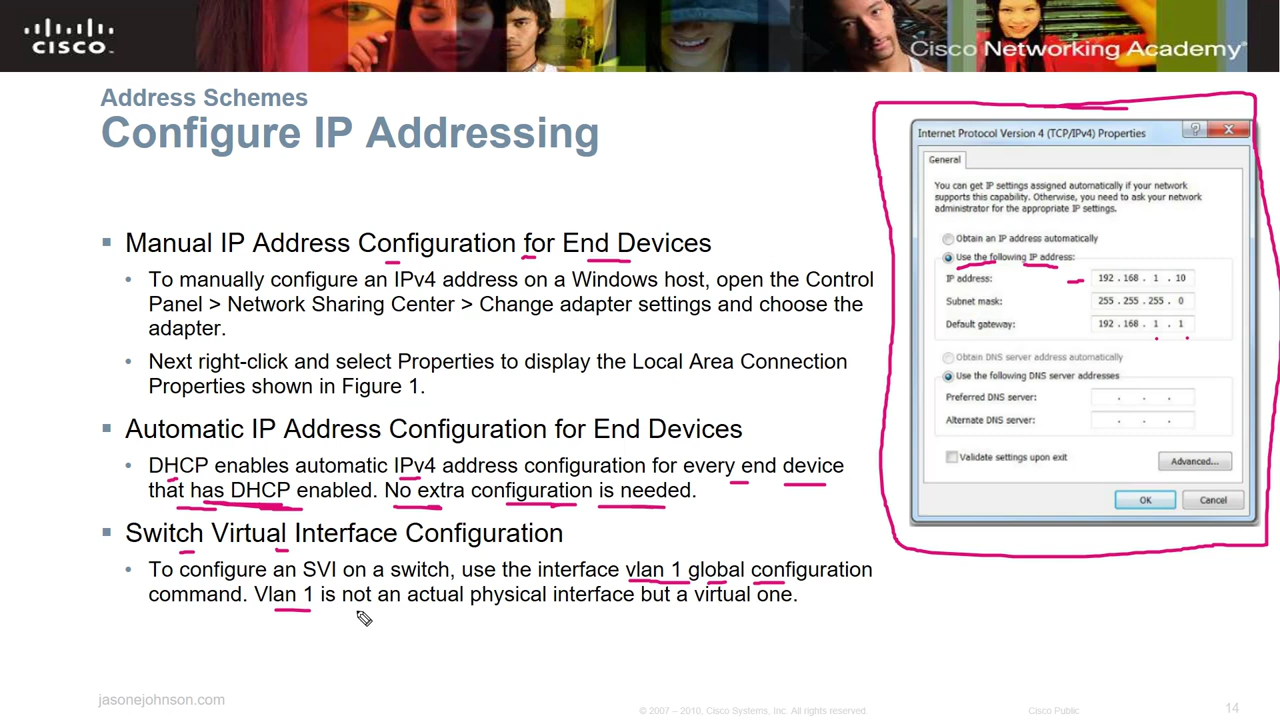 CISCO
Cisco Networking Academy
Address Schemes
Configure IP Addressing
Manual IP Address Configuration for End Devices
To manually configure an IPv4 address on a Windows host, open the Control
Panel > Network Sharing Center > Change adapter settings and choose the
adapter.
Next right-click and select Properties to display the Local Area Connection
Properties shown in Figure 1.
Automatic IP Address Configuration for End Devices
DHCP enables automatic IPv4 address configuration for every end device
that has DHCP enabled. No extra configuration is needed.
Switch Virtual Interface Configuration
To configure an SVI on a switch, use the interface vlan 1 global configuration
command. Vlan 1 is not an actual physical interface but a virtual one.
Internet Protocol Version 4 (TCP/IPv4) Properties
General
You can get IP settings assigned automatically if your network
supports this capability. Otherwise, you need to ask your network
administrator for the appropriate IP settings.
Obtain an IP address automatically
Use the following IP address:
IP address: 192 . 168 . 1 . 10
Subnet mask: 255 . 255 . 255 . 0
Default gateway: 192 . 168 . 1 . 1
Obtain DNS server address automatically
Use the following DNS server addresses
Preferred DNS server: . . .
Alternate DNS server: . . .
Validate settings upon exit
Advanced...
OK Cancel
jasonejohnson.com
© 2007 – 2010, Cisco Systems, Inc. All rights reserved.
Cisco Public
14